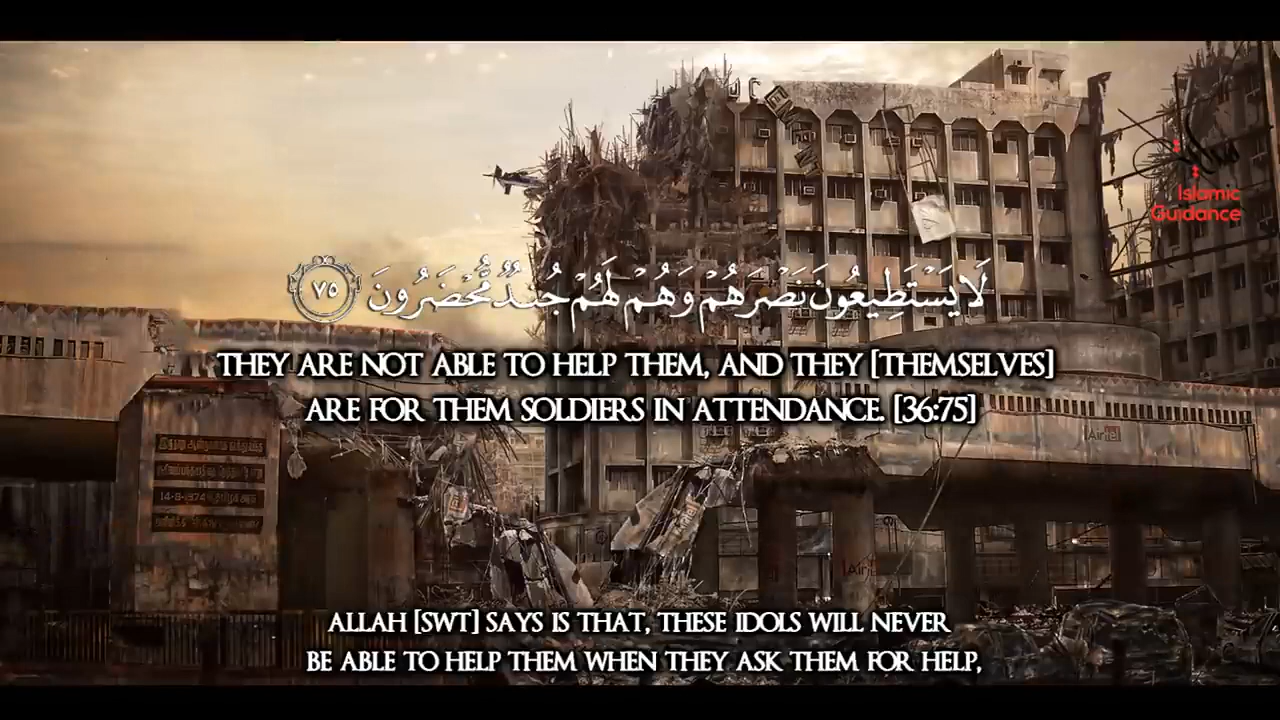 لَا يَسْتَطِيعُونَ نَصْرَهُمْ وَهُمْ لَهُمْ جُندٌ مُّحْضَرُونَ ٧٥
THEY ARE NOT ABLE TO HELP THEM, AND THEY [THEMSELVES]
ARE FOR THEM SOLDIERS IN ATTENDANCE. [36:75]
ALLAH [SWT] SAYS IS THAT, THESE IDOLS WILL NEVER
BE ABLE TO HELP THEM WHEN THEY ASK THEM FOR HELP,
Islamic
Guidance
Airtel
Airtel
Airtel
14-8-1974